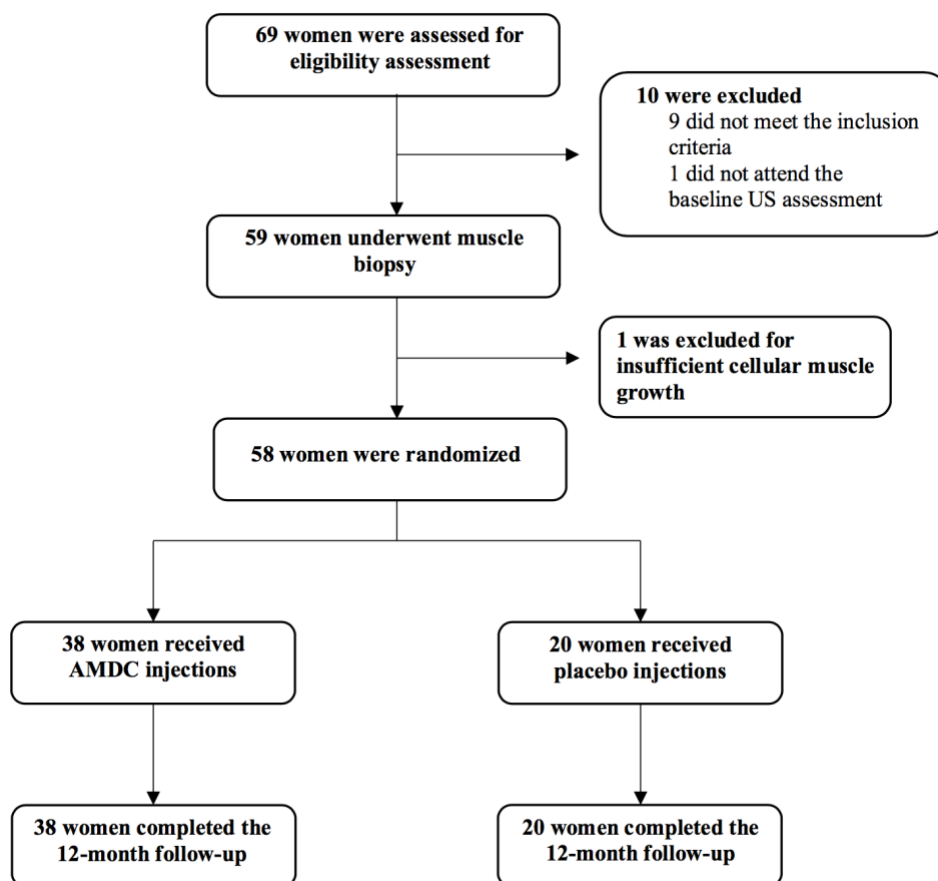 69 women were assessed for
eligibility assessment
10 were excluded
9 did not meet the inclusion
criteria
1 did not attend the
baseline US assessment
59 women underwent muscle
biopsy
1 was excluded for
insufficient cellular muscle
growth
58 women were randomized
38 women received
AMDC injections
20 women received
placebo injections
38 women completed the
12-month follow-up
20 women completed the
12-month follow-up